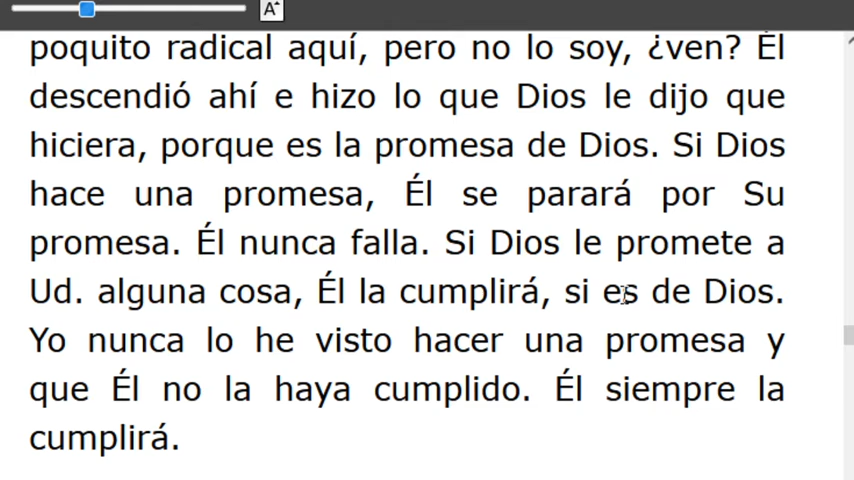 A
poquito radical aquí, pero no lo soy, ¿ven? Él
descendió ahí e hizo lo que Dios le dijo que
hiciera, porque es la promesa de Dios. Si Dios
hace una promesa, Él se parará por Su
promesa. Él nunca falla. Si Dios le promete a
Ud. alguna cosa, Él la cumplirá, si es de Dios.
Yo nunca lo he visto hacer una promesa y
que Él no la haya cumplido. Él siempre la
cumplirá.